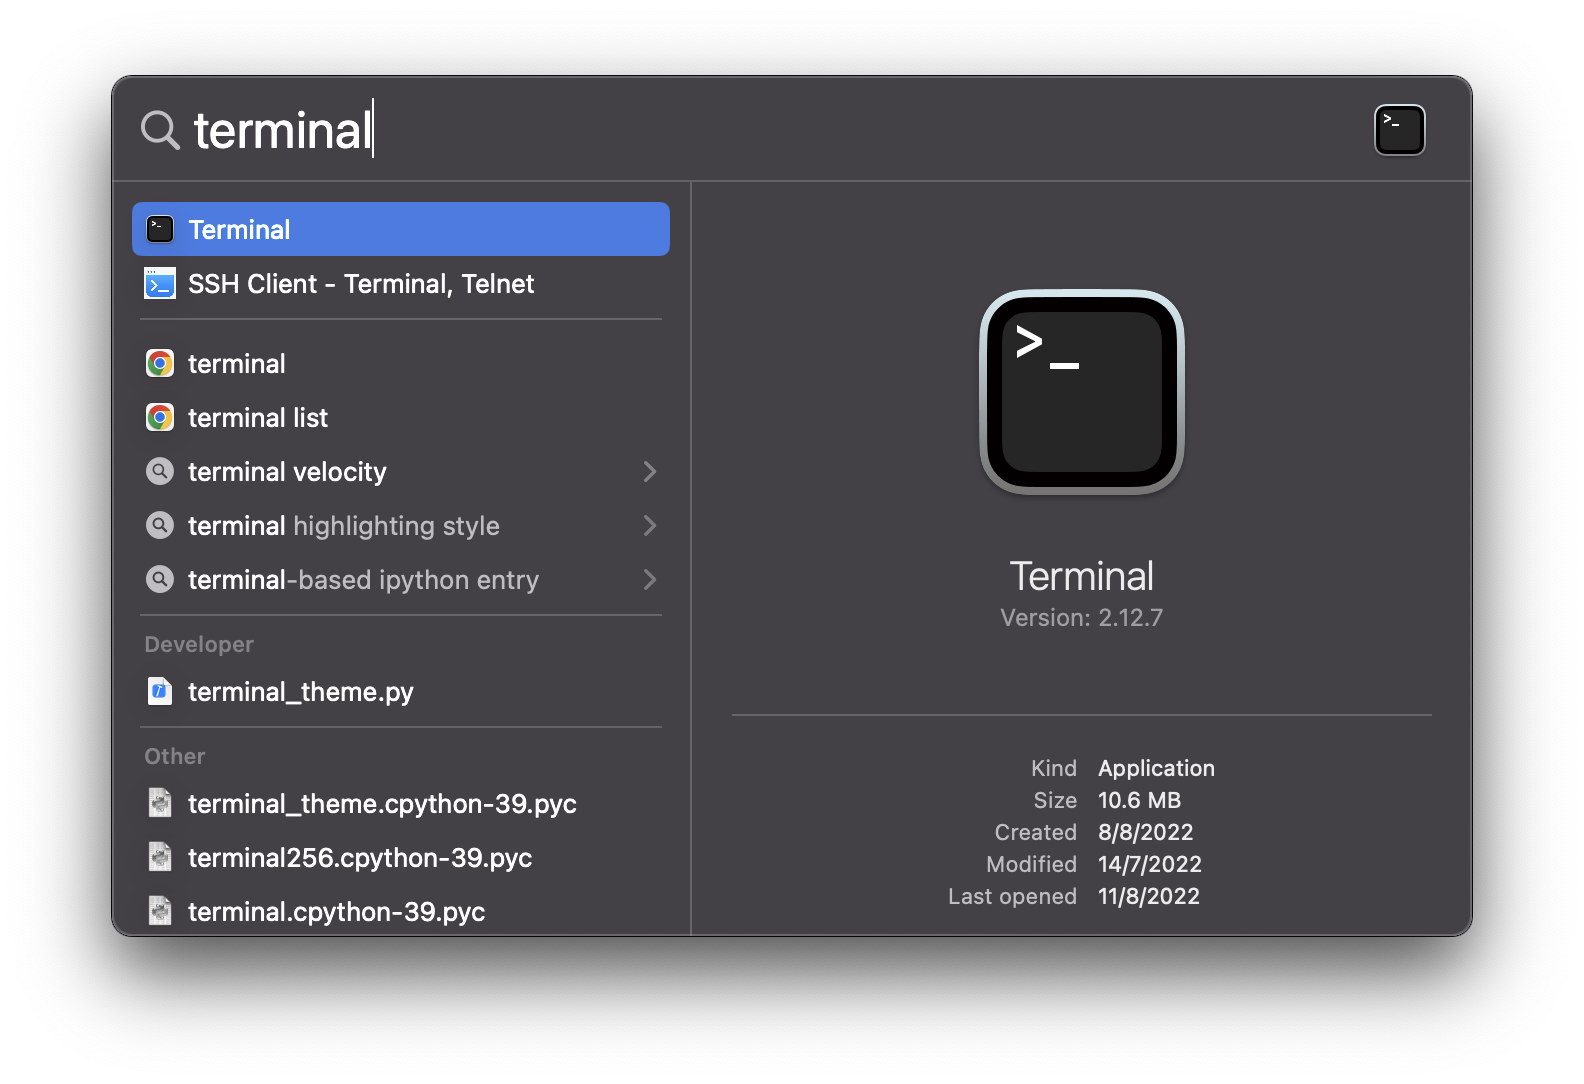 terminal
Terminal
SSH Client - Terminal, Telnet
terminal
terminal list
terminal velocity
terminal highlighting style
terminal-based ipython entry
Developer
terminal_theme.py
Other
terminal_theme.cpython-39.pyc
terminal256.cpython-39.pyc
terminal.cpython-39.pyc
>_
Terminal
Version: 2.12.7
Kind Application
Size 10.6 MB
Created 8/8/2022
Modified 14/7/2022
Last opened 11/8/2022